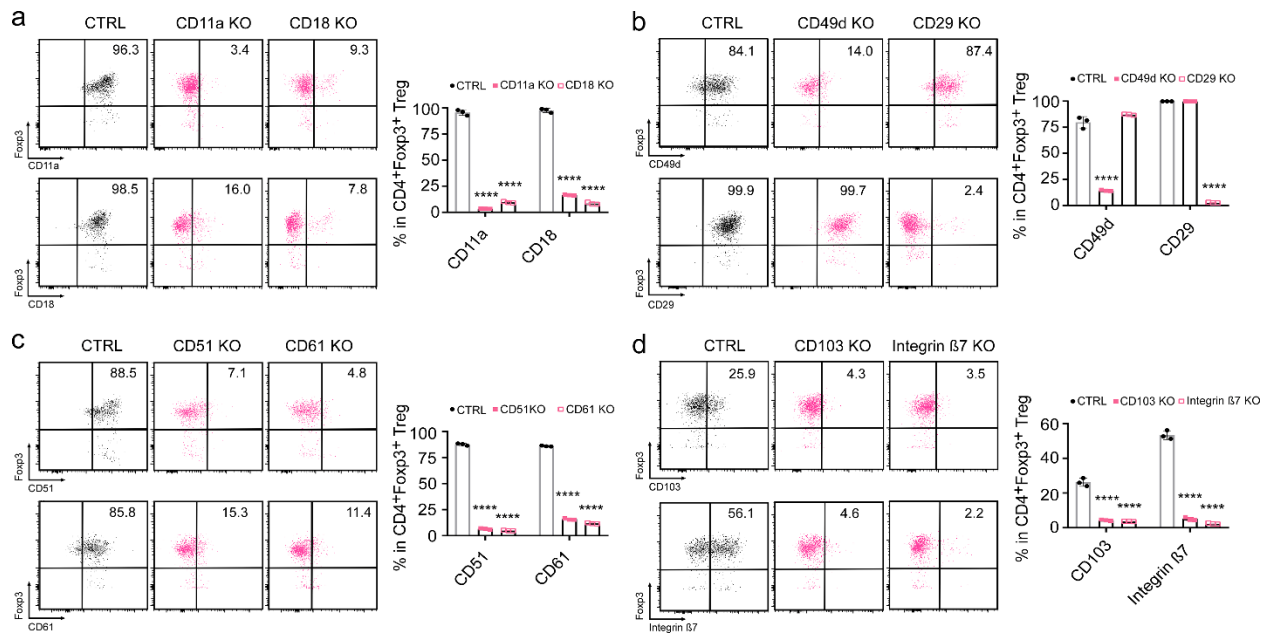 a
CTRL CD11a KO CD18 KO
96.3 3.4 9.3
Foxp3
CD11a
98.5 16.0 7.8
Foxp3
CD18
CTRL CD11a KO CD18 KO
% in CD4+Foxp3+ Treg
100
75
50
25
0
**** ****
**** ****
CD11a CD18
b
CTRL CD49d KO CD29 KO
84.1 14.0 87.4
Foxp3
CD49d
99.9 99.7 2.4
Foxp3
CD29
CTRL CD49d KO CD29 KO
% in CD4+Foxp3+ Treg
100
75
50
25
0
****
****
CD49d CD29
c
CTRL CD51 KO CD61 KO
88.5 7.1 4.8
Foxp3
CD51
85.8 15.3 11.4
Foxp3
CD61
CTRL CD51KO CD61 KO
% in CD4+Foxp3+ Treg
100
75
50
25
0
**** ****
**** ****
CD51 CD61
d
CTRL CD103 KO Integrin ß7 KO
25.9 4.3 3.5
Foxp3
CD103
56.1 4.6 2.2
Foxp3
Integrin ß7
CTRL CD103 KO Integrin ß7 KO
% in CD4+Foxp3+ Treg
60
40
20
0
**** ****
**** ****
CD103 Integrin ß7